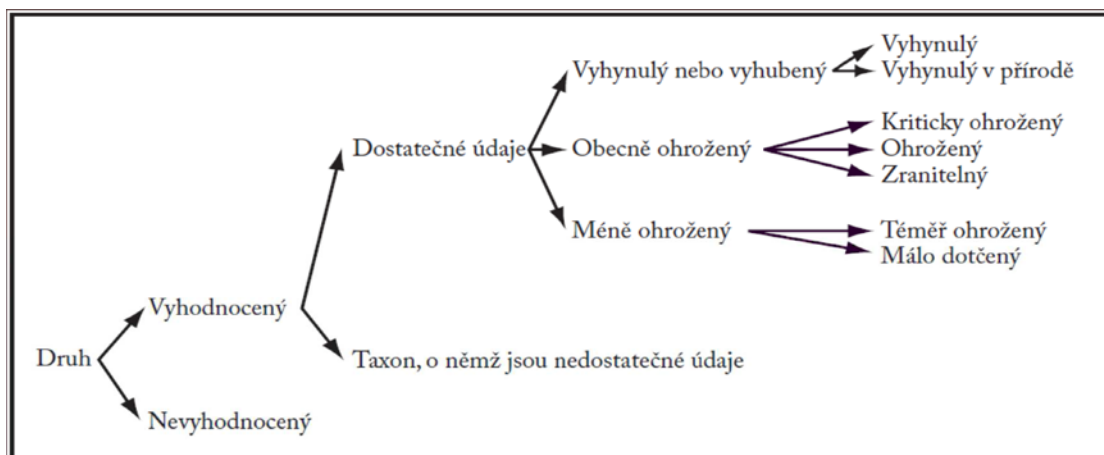 Vyhynulý
Vyhynulý nebo vyhubený
Vyhynulý v přírodě
Kriticky ohrožený
Dostatečné údaje
Obecně ohrožený
Ohrožený
Zranitelný
Méně ohrožený
Téměř ohrožený
Málo dotčený
Vyhodnocený
Druh
Taxon, o němž jsou nedostatečné údaje
Nevyhodnocený